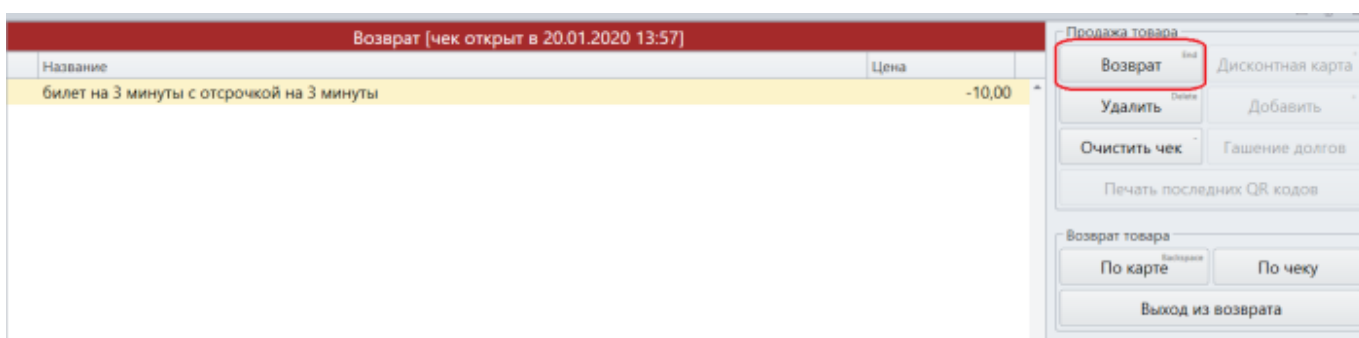 Возврат [чек открыт в 20.01.2020 13:57]
Название Цена
билет на 3 минуты с отсрочкой на 3 минуты -10,00
Продажа товара
Возврат End Дисконтная карта
Удалить Delete Добавить
Очистить чек Гашение долгов
Печать последних QR кодов
Возврат товара
По карте Backspace По чеку
Выход из возврата